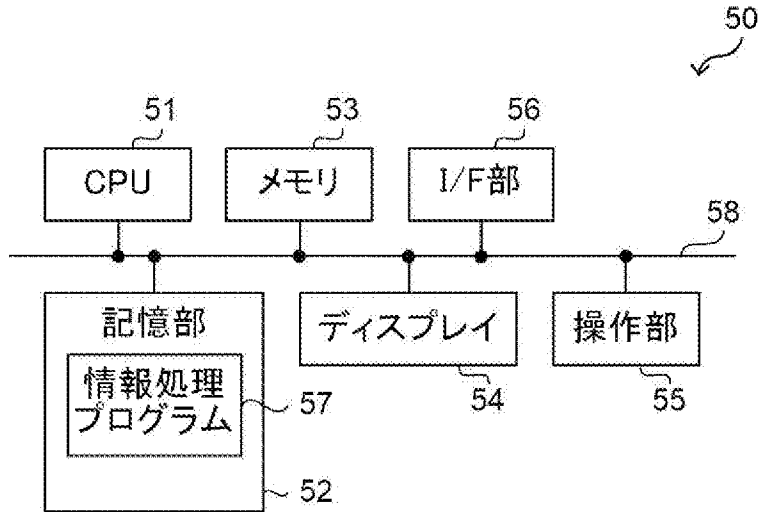 50
51
53
56
CPU
メモリ
I/F部
58
記憶部
ディスプレイ
操作部
情報処理
プログラム
57
54
55
52